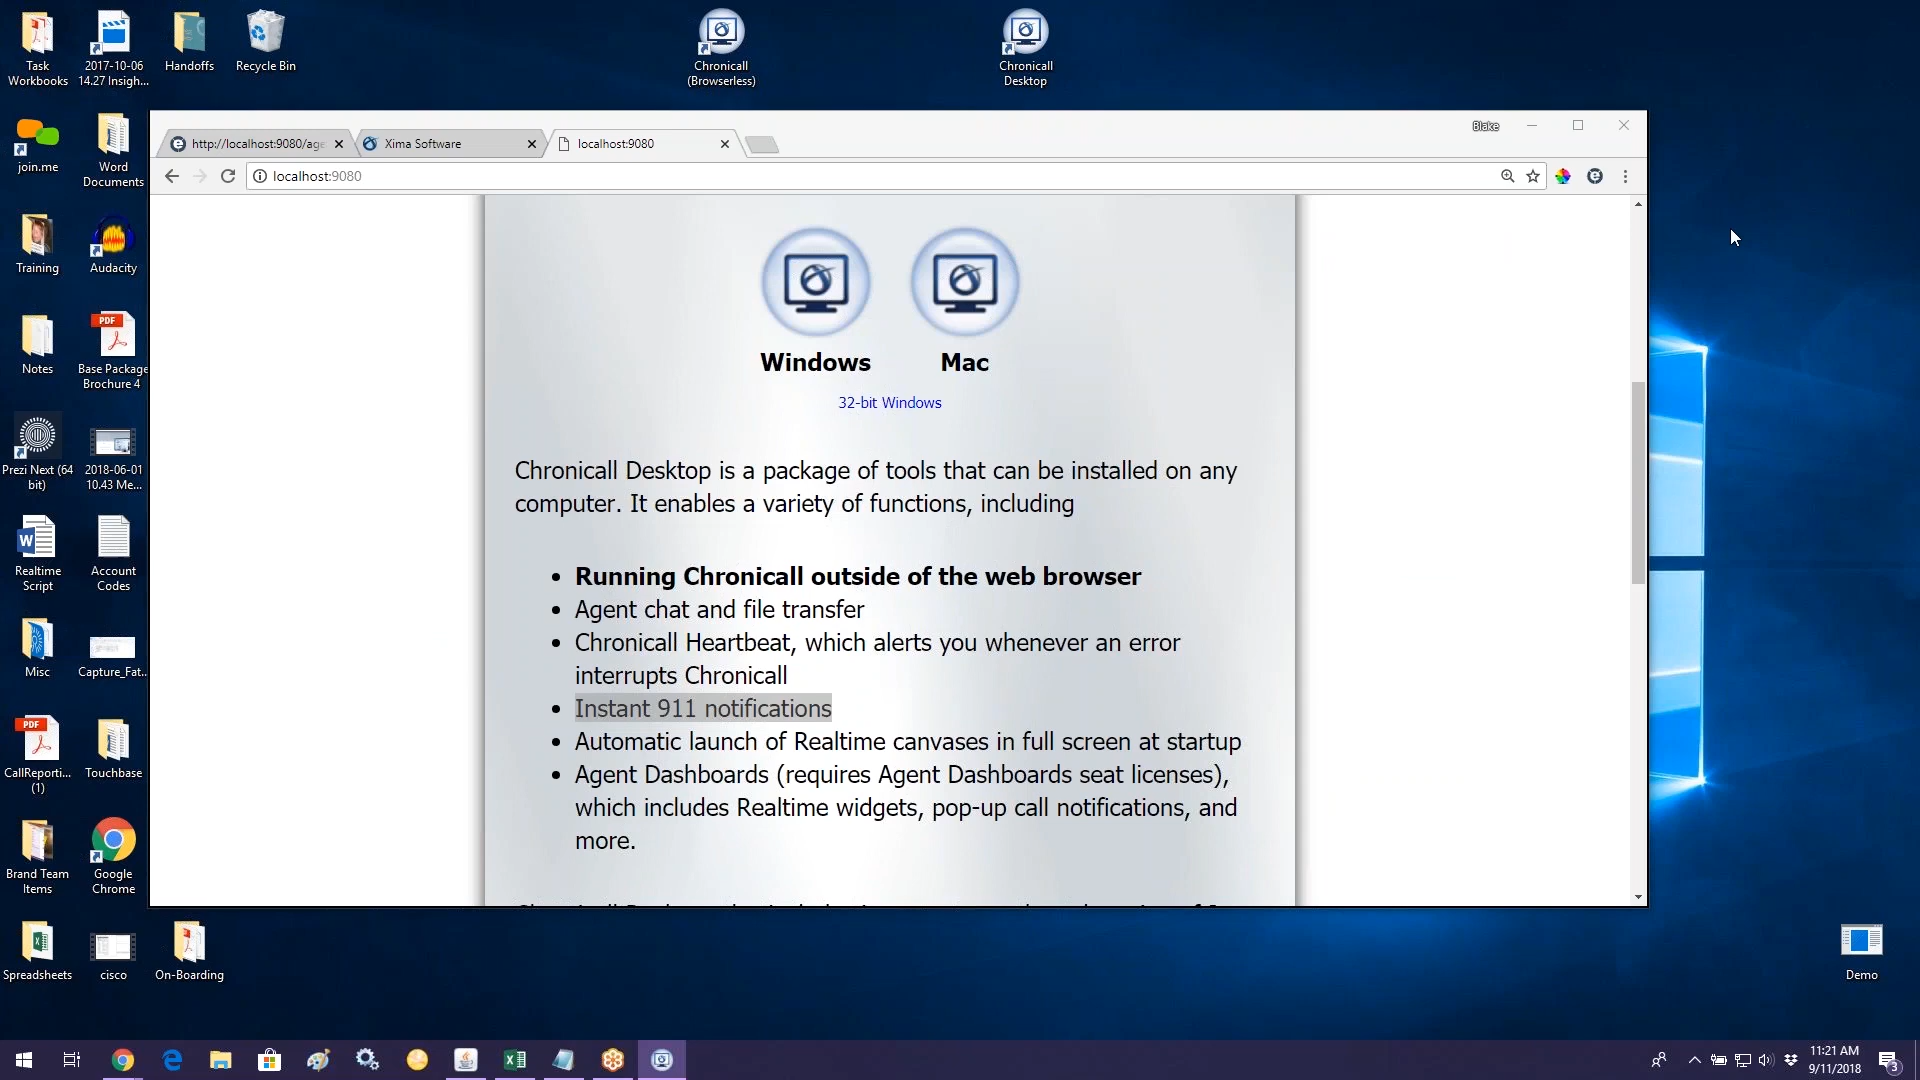 Task
Workbooks
2017-10-06
14.27 Insigh...
Handoffs
Recycle Bin
Chronicall
(Browserless)
Chronicall
Desktop
join.me
Word
Documents
Training
Audacity
Notes
PDF
Base Package
Brochure 4
Prezi Next (64
bit)
2018-06-01
10.43 Me...
Realtime
Script
Account
Codes
Misc
Capture_Fat...
PDF
CallReporti...
(1)
Touchbase
Brand Team
Items
Google
Chrome
Spreadsheets
cisco
On-Boarding
Demo
Blake
http://localhost:9080/age
Xima Software
localhost:9080
localhost:9080
Windows
Mac
32-bit Windows
Chronicall Desktop is a package of tools that can be installed on any
computer. It enables a variety of functions, including
• Running Chronicall outside of the web browser
• Agent chat and file transfer
• Chronicall Heartbeat, which alerts you whenever an error
interrupts Chronicall
• Instant 911 notifications
• Automatic launch of Realtime canvases in full screen at startup
• Agent Dashboards (requires Agent Dashboards seat licenses),
which includes Realtime widgets, pop-up call notifications, and
more.
11:21 AM
9/11/2018
3